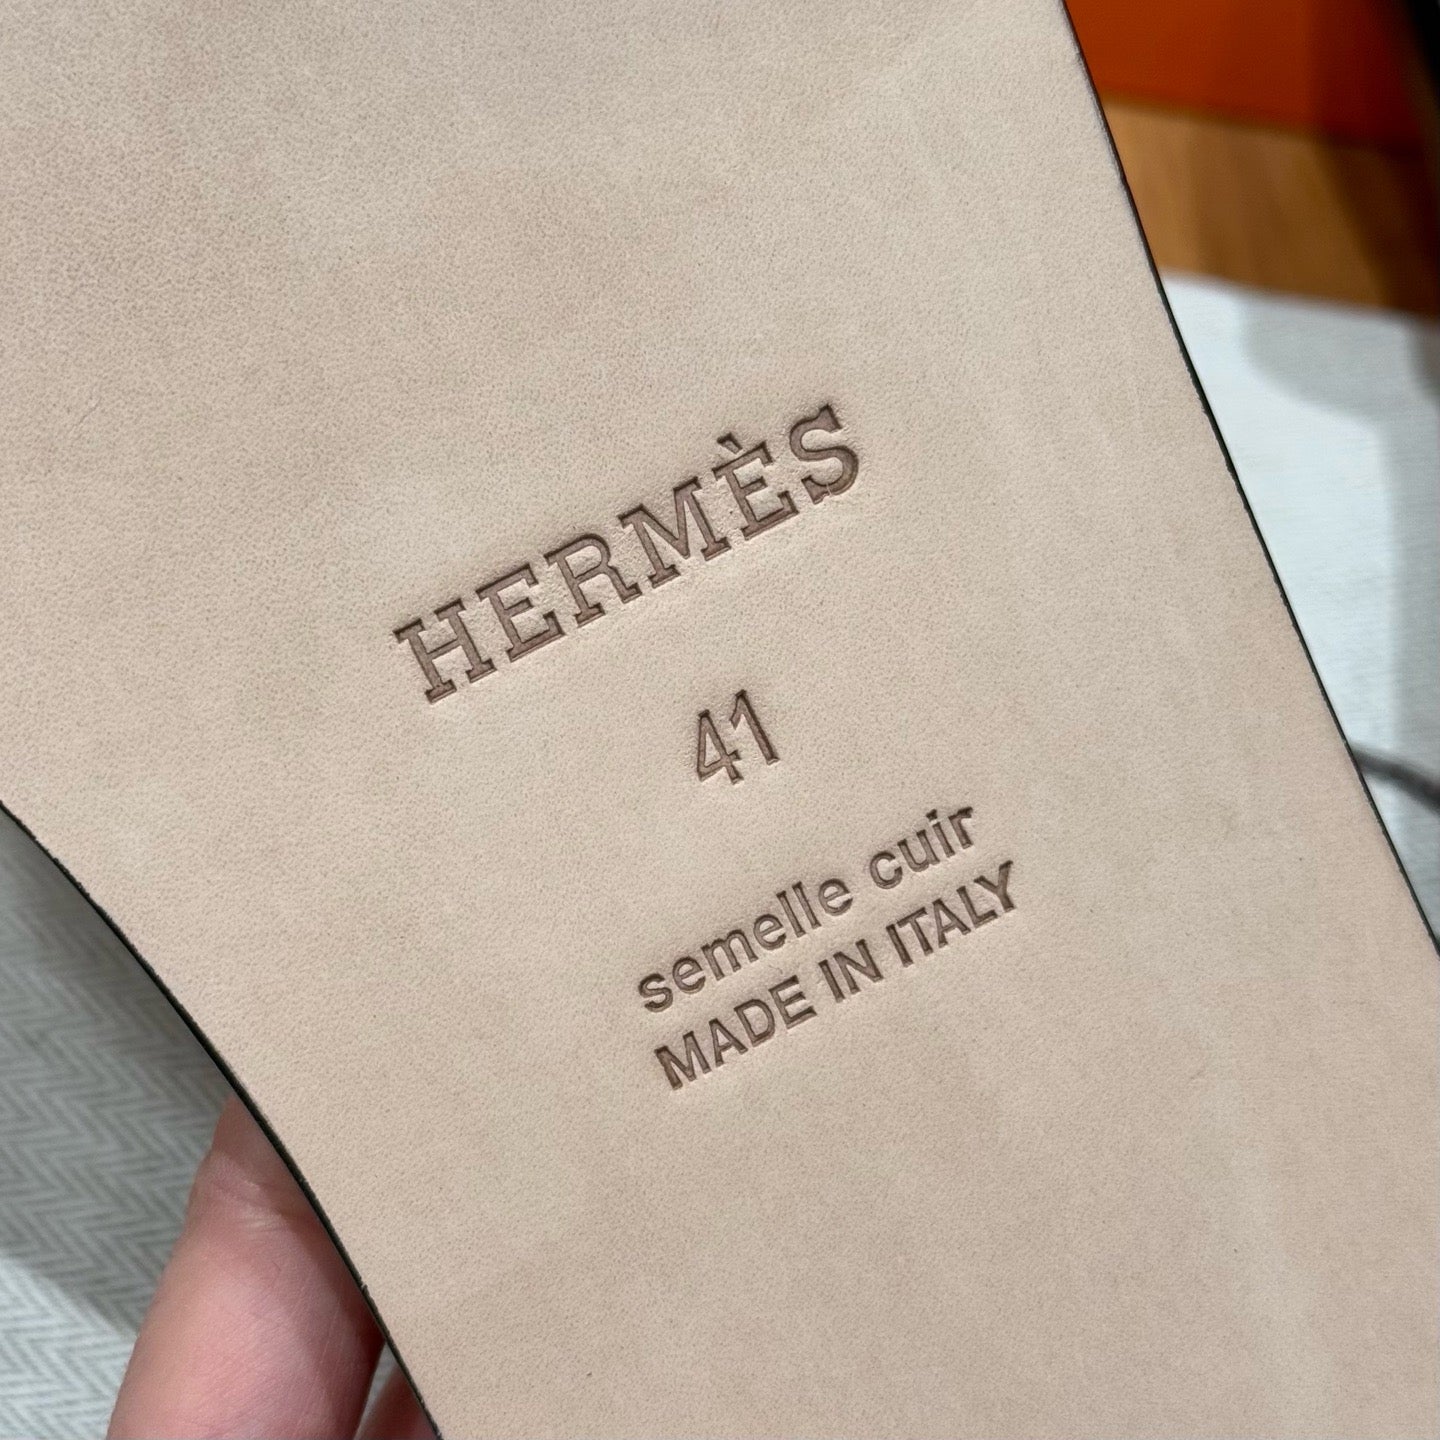 HERMÈS
41
semelle cuir
MADE IN ITALY